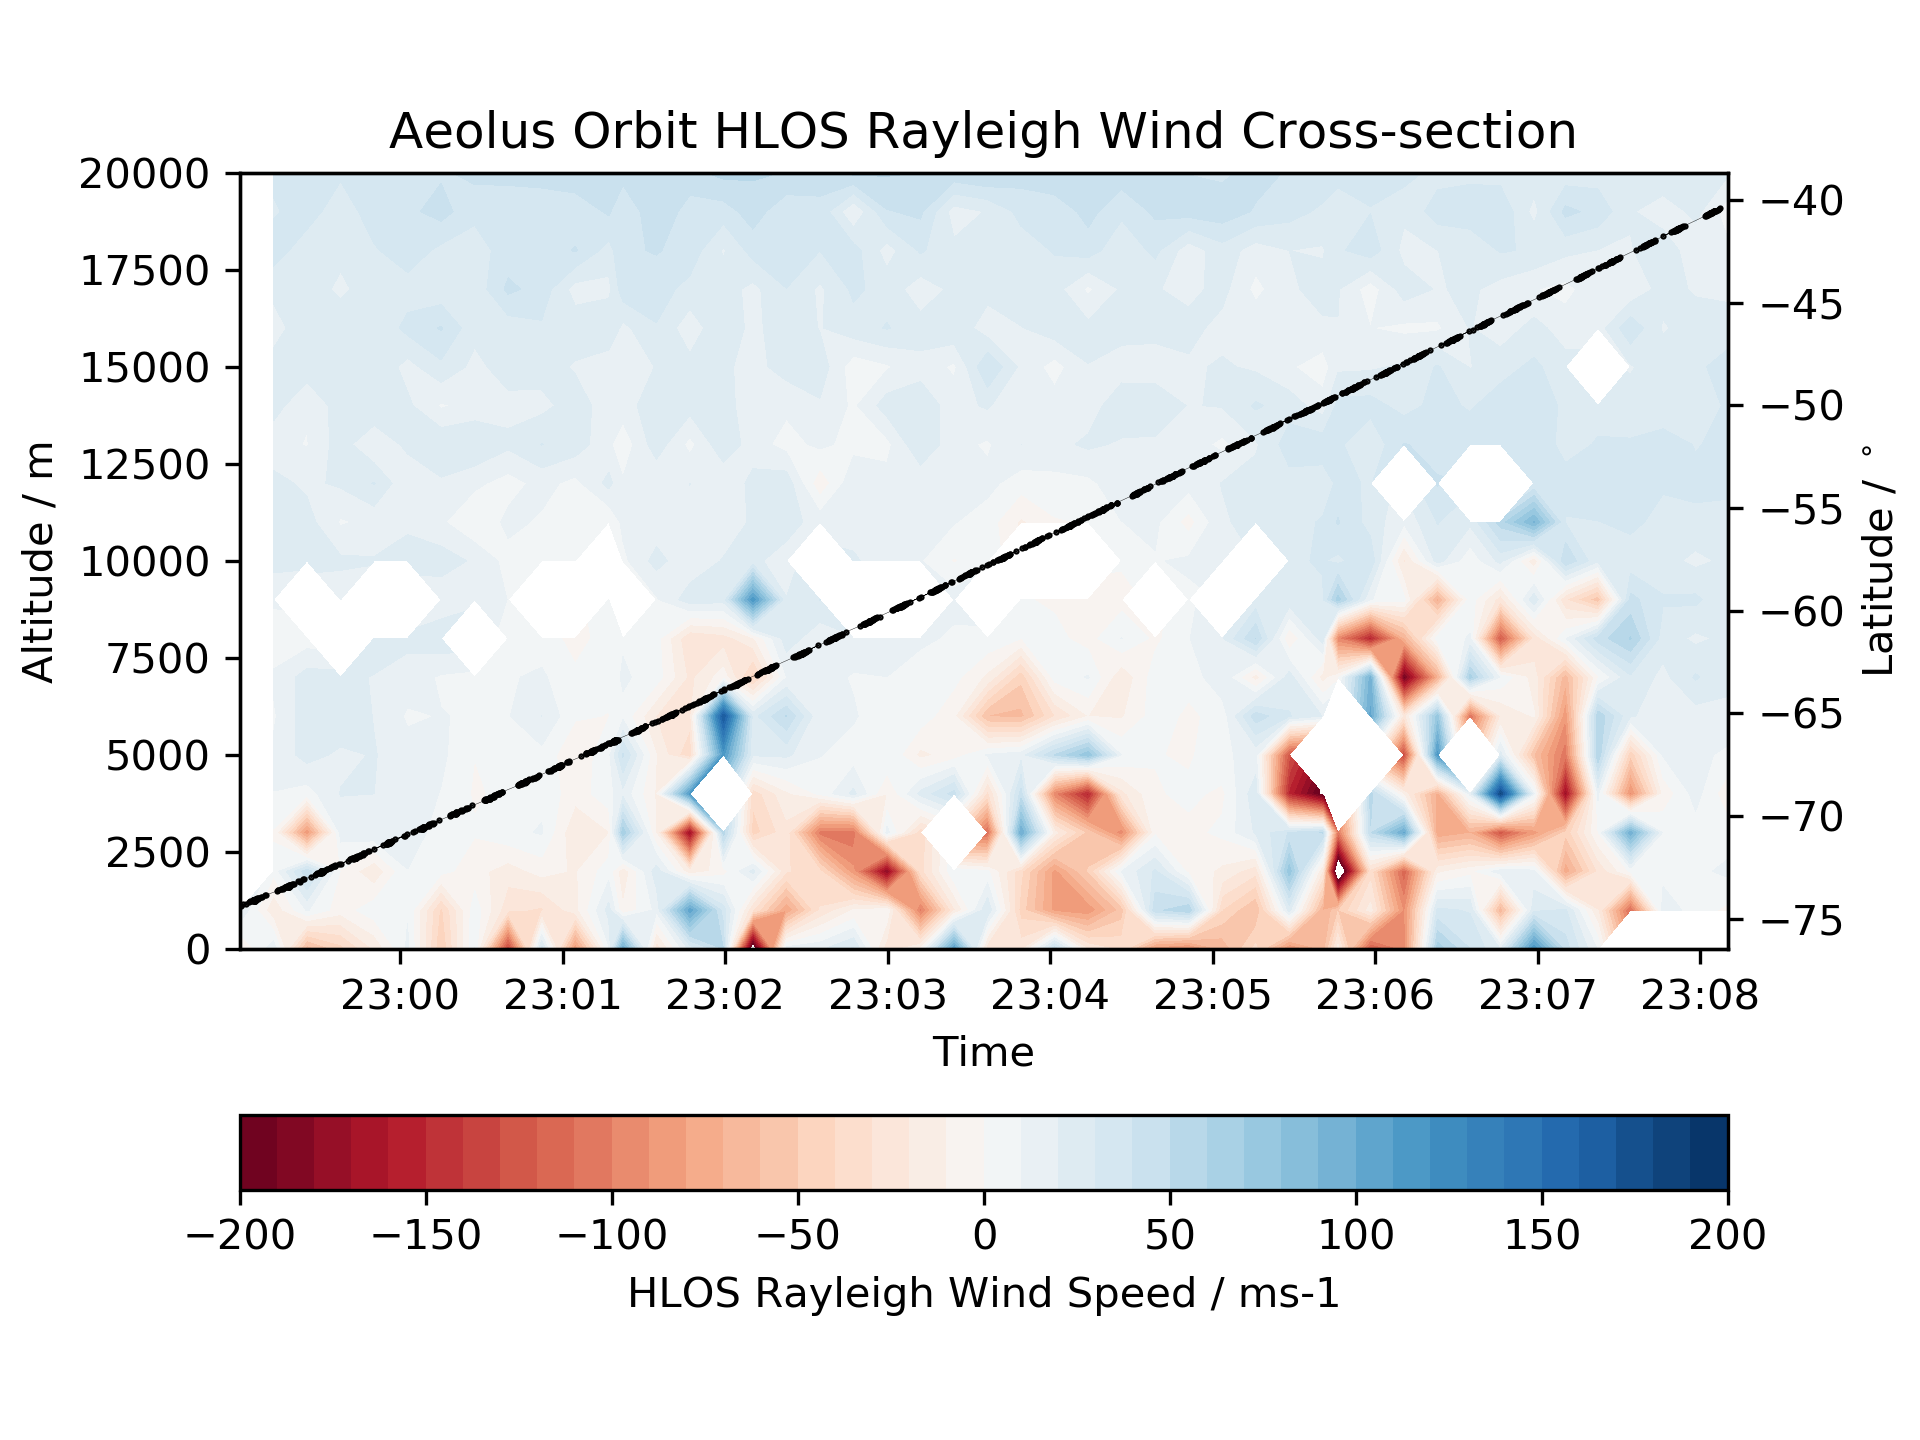 Aeolus Orbit HLOS Rayleigh Wind Cross-section
20000
17500
15000
12500
10000
7500
5000
2500
0
Altitude / m
−40
−45
−50
−55
−60
−65
−70
−75
Latitude / °
23:00 23:01 23:02 23:03 23:04 23:05 23:06 23:07 23:08
Time
−200 −150 −100 −50 0 50 100 150 200
HLOS Rayleigh Wind Speed / ms-1